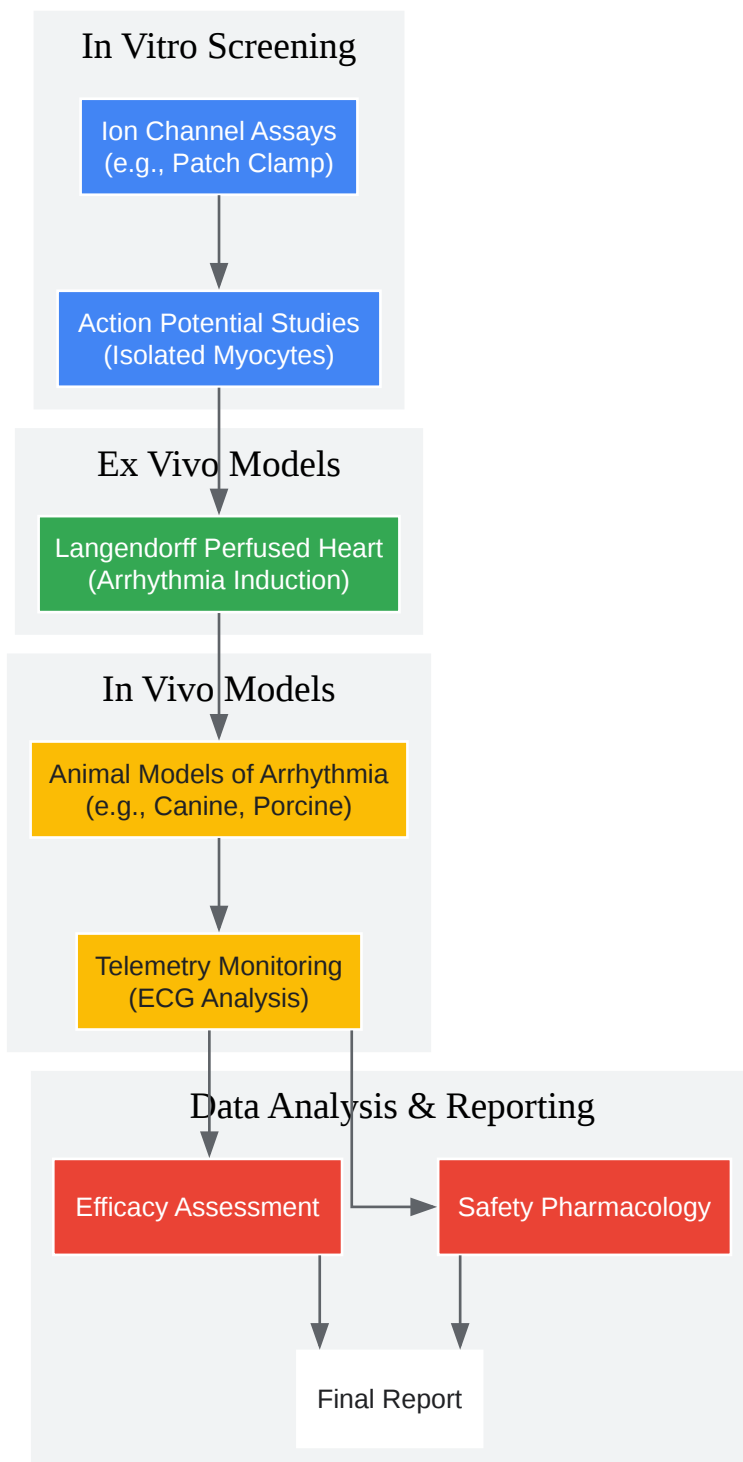 In Vitro Screening
Ion Channel Assays
(e.g., Patch Clamp)
Action Potential Studies
(Isolated Myocytes)
Ex Vivo Models
Langendorff Perfused Heart
(Arrhythmia Induction)
In Vivo Models
Animal Models of Arrhythmia
(e.g., Canine, Porcine)
Telemetry Monitoring
(ECG Analysis)
Data Analysis & Reporting
Efficacy Assessment
Safety Pharmacology
Final Report